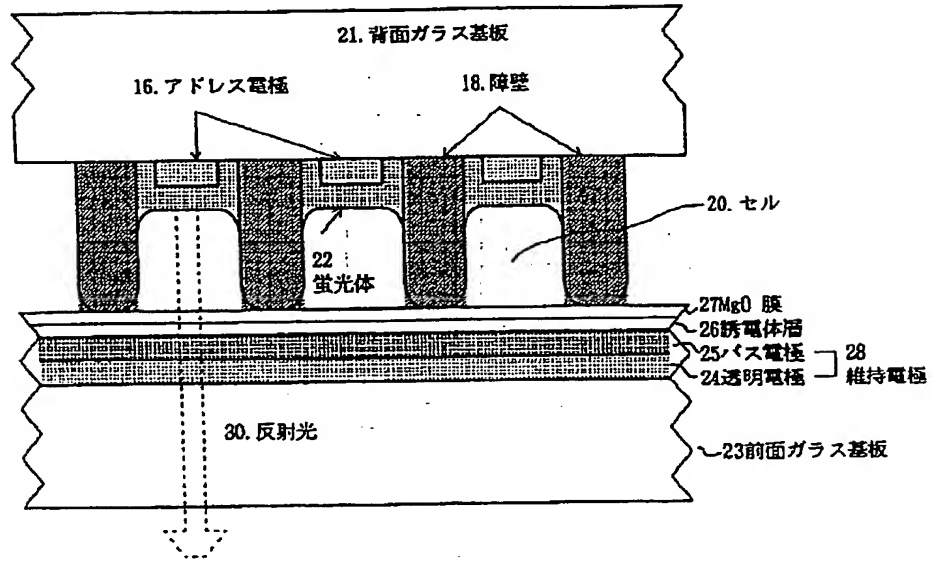 21.背面ガラス基板
16.アドレス電極
18.障壁
20.セル
22
蛍光体
27MgO 膜
26誘電体層
25バス電極
28
24透明電極
維持電極
30.反射光
23前面ガラス基板